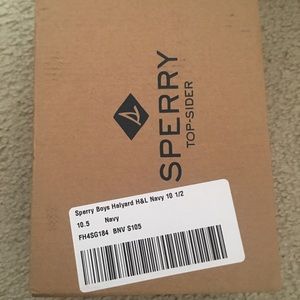 SPERRY
TOP-SIDER
Sperry Boys Halyard H&L Navy 10 1/2
10.5 Navy
FH4SG184 BNV S105